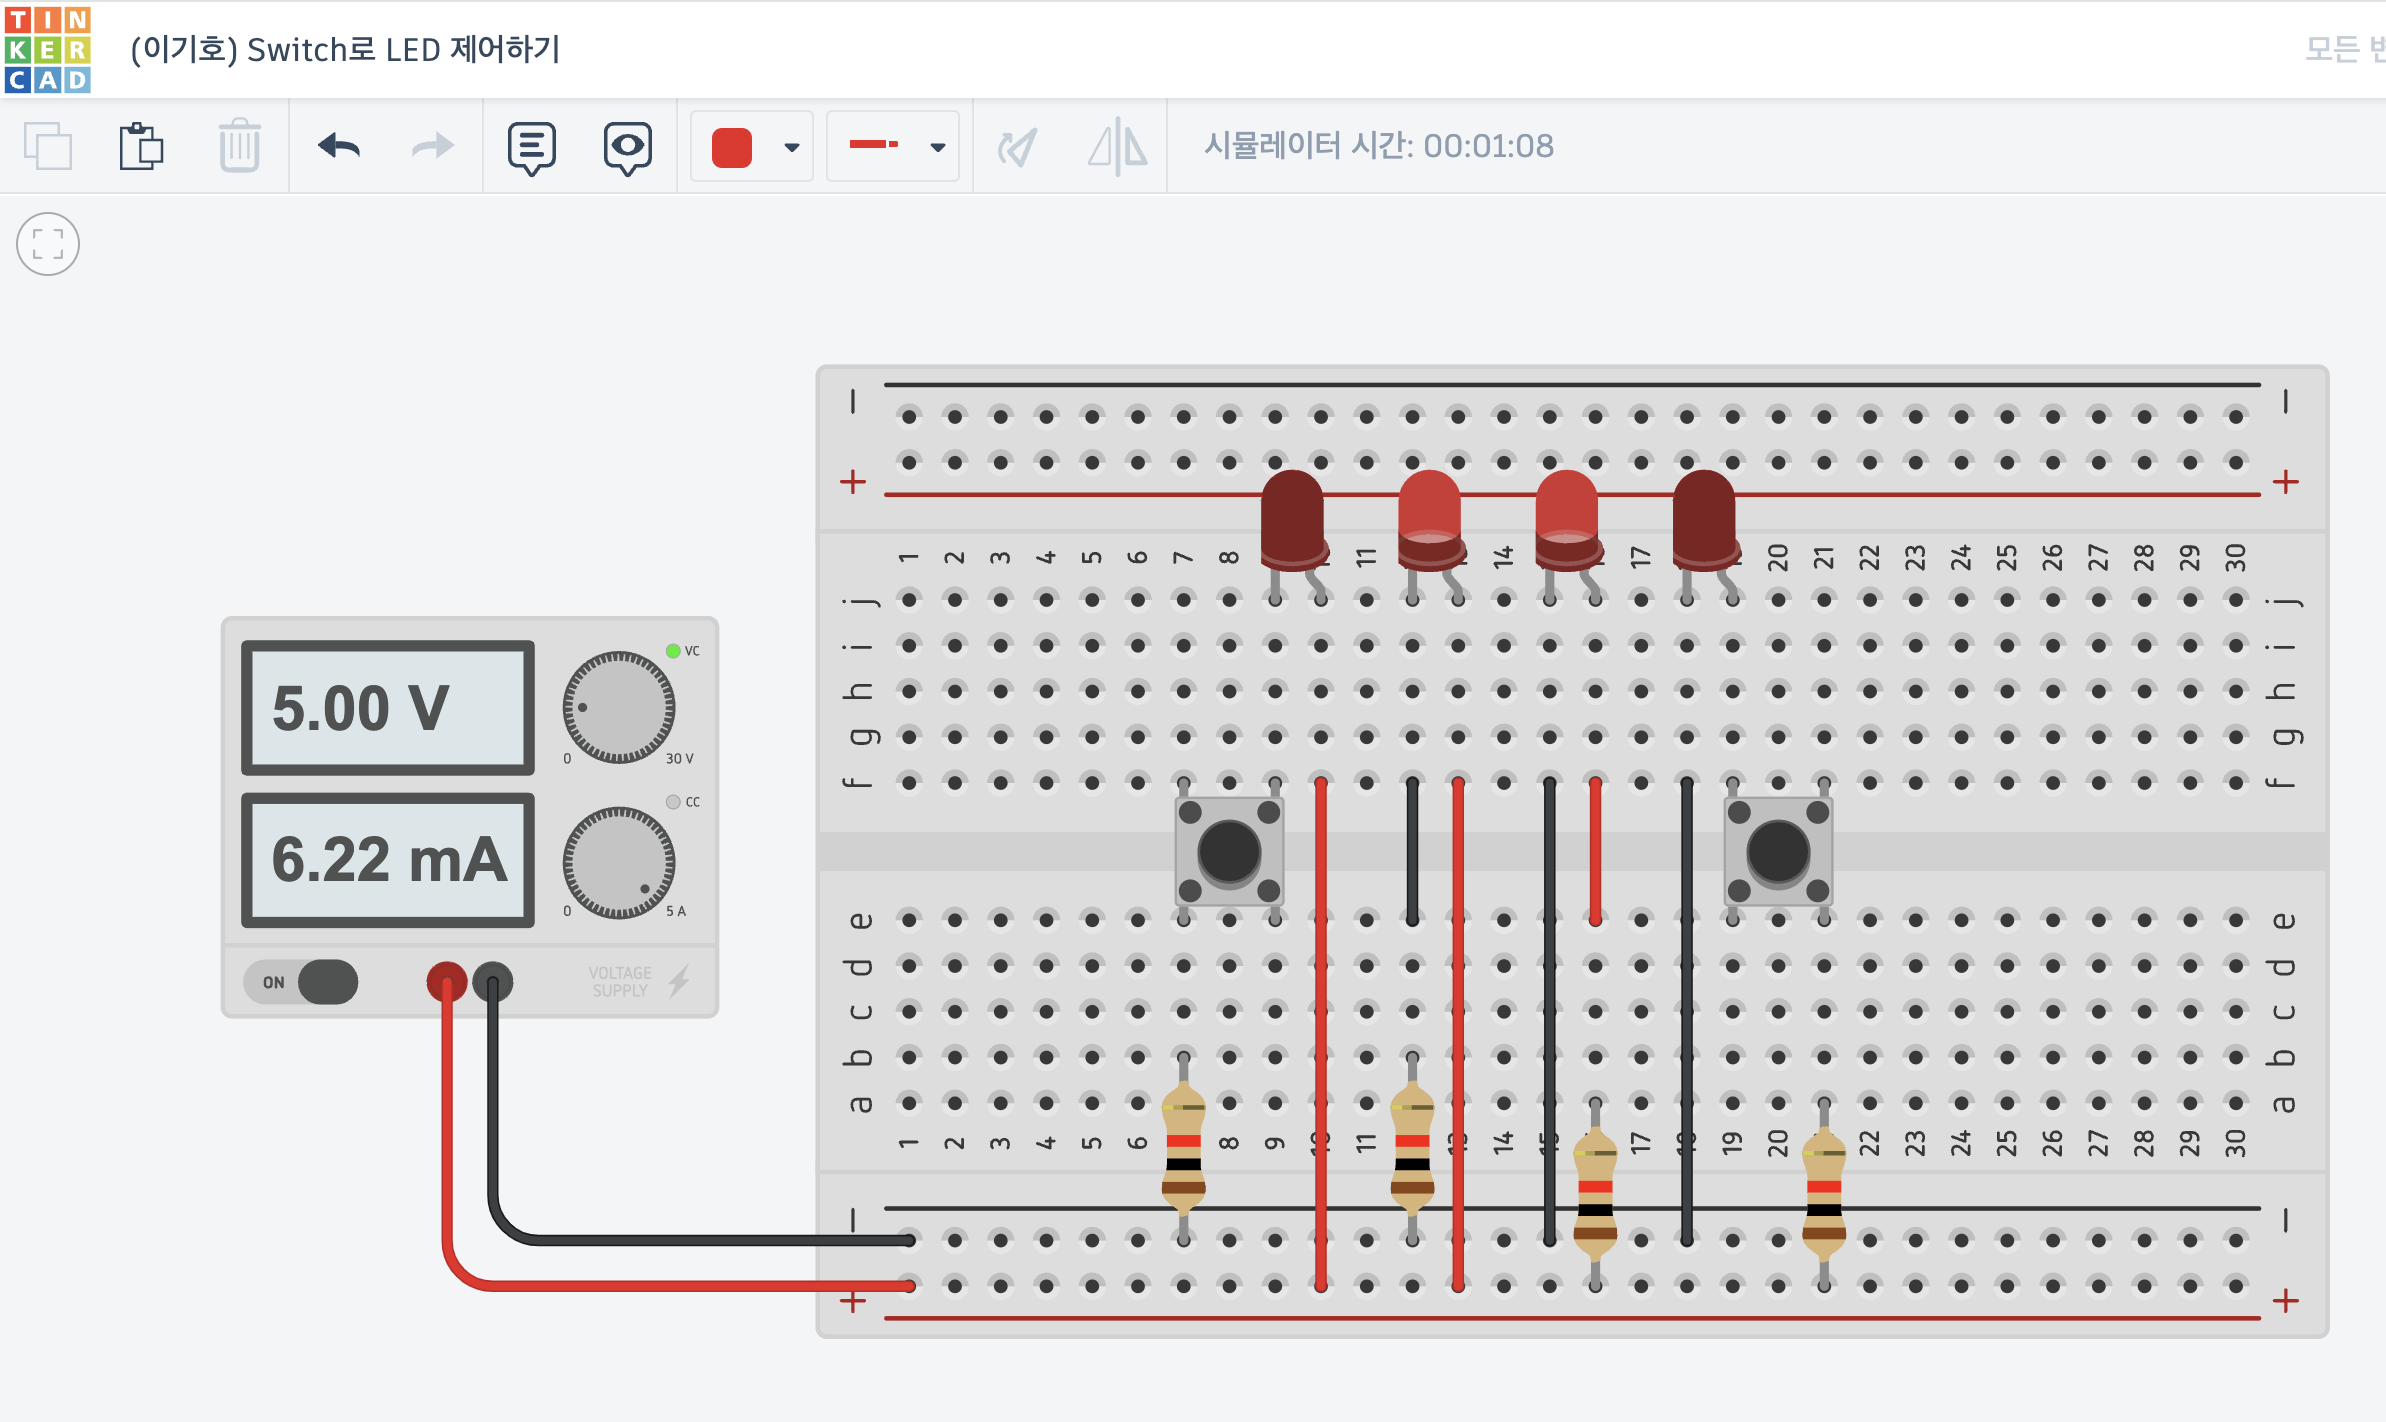 TIN
KER
CAD
(이기호) Switch로 LED 제어하기
모든
시뮬레이터 시간: 00:01:08
5.00 V
VC
0
30 V
6.22 mA
CC
0
5 A
ON
VOLTAGE
SUPPLY
− −
+ +
1 2 3 4 5 6 7 8 11 14 17 20 21 22 23 24 25 26 27 28 29 30
j j
i i
h h
g g
f f
e e
d d
c c
b b
a a
1 2 3 4 5 6 8 9 10 11 13 14 15 17 18 19 20 22 23 24 25 26 27 28 29 30
− −
+ +